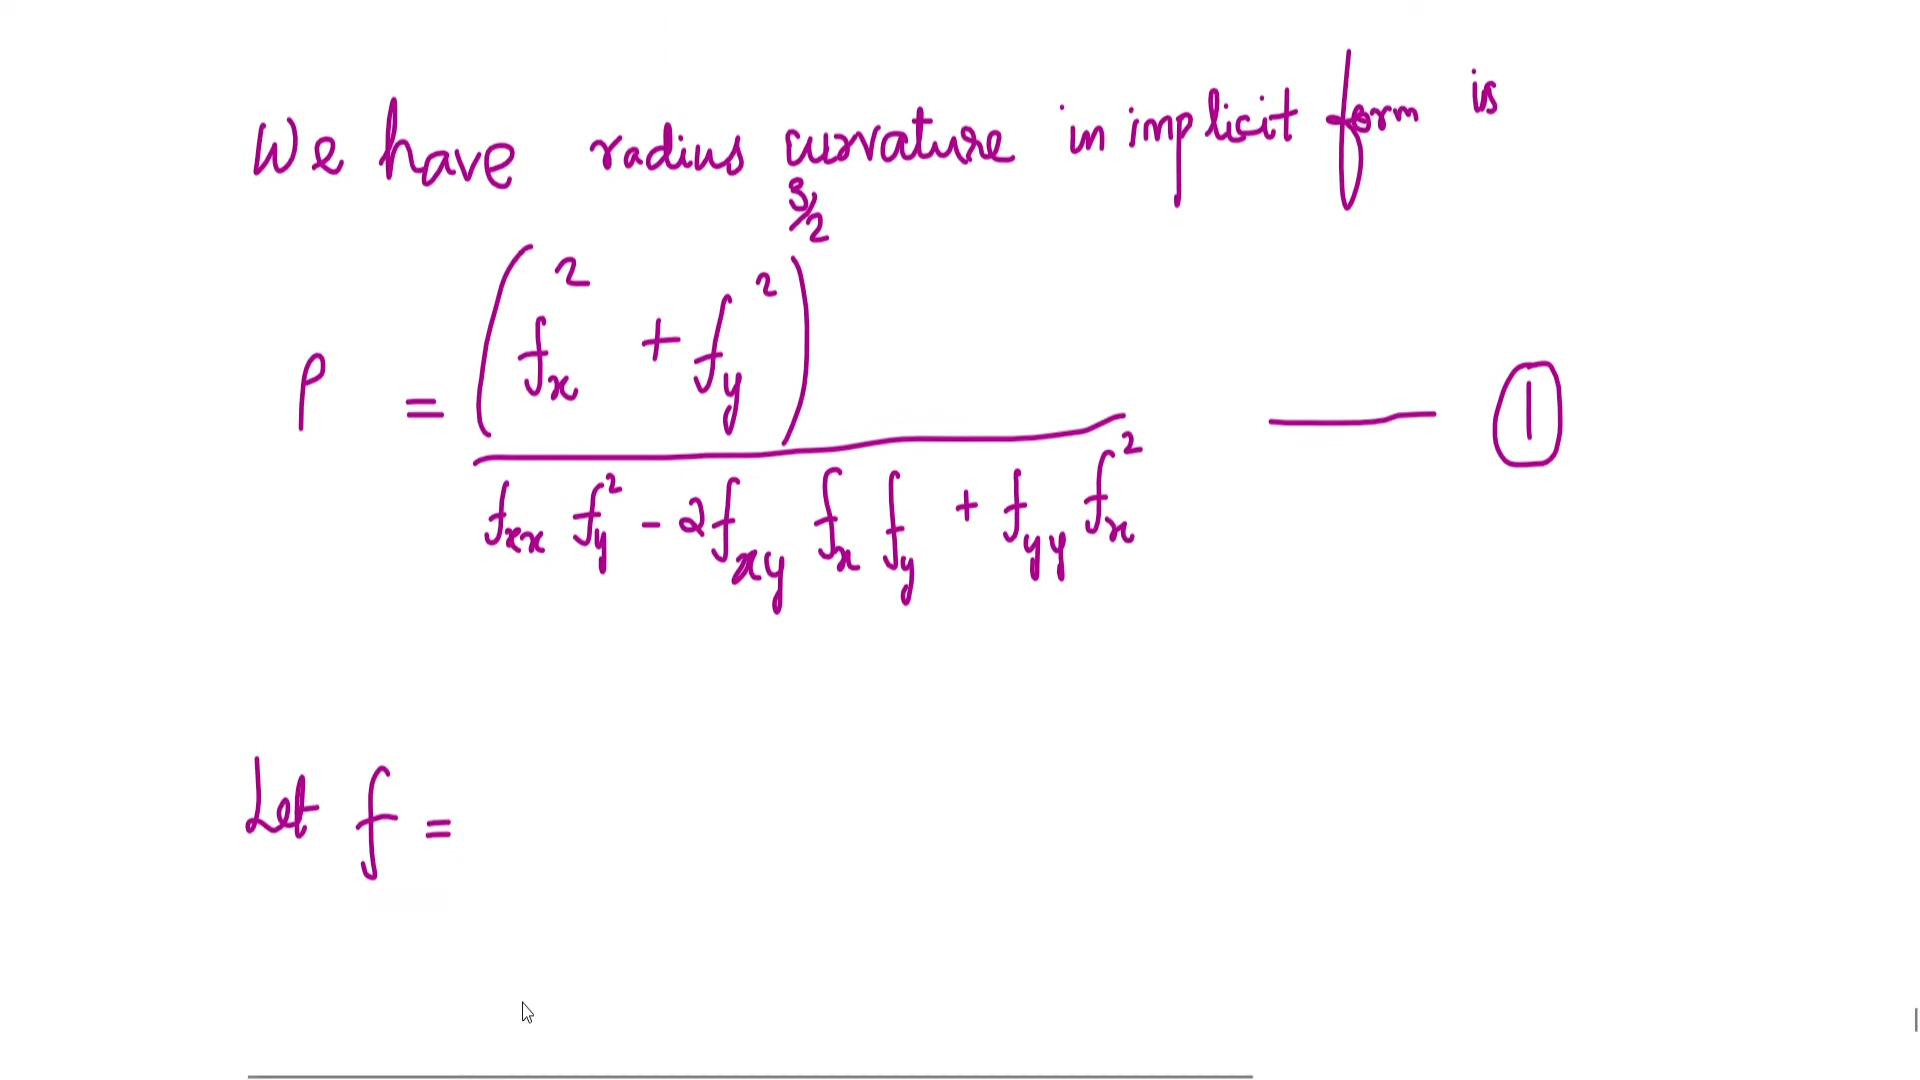 We have radius curvature in implicit form is
ρ = (fx² + fy²)^3/2 / (fxx fy² - 2fxy fx fy + fyy fx²) —— ①
Let f =